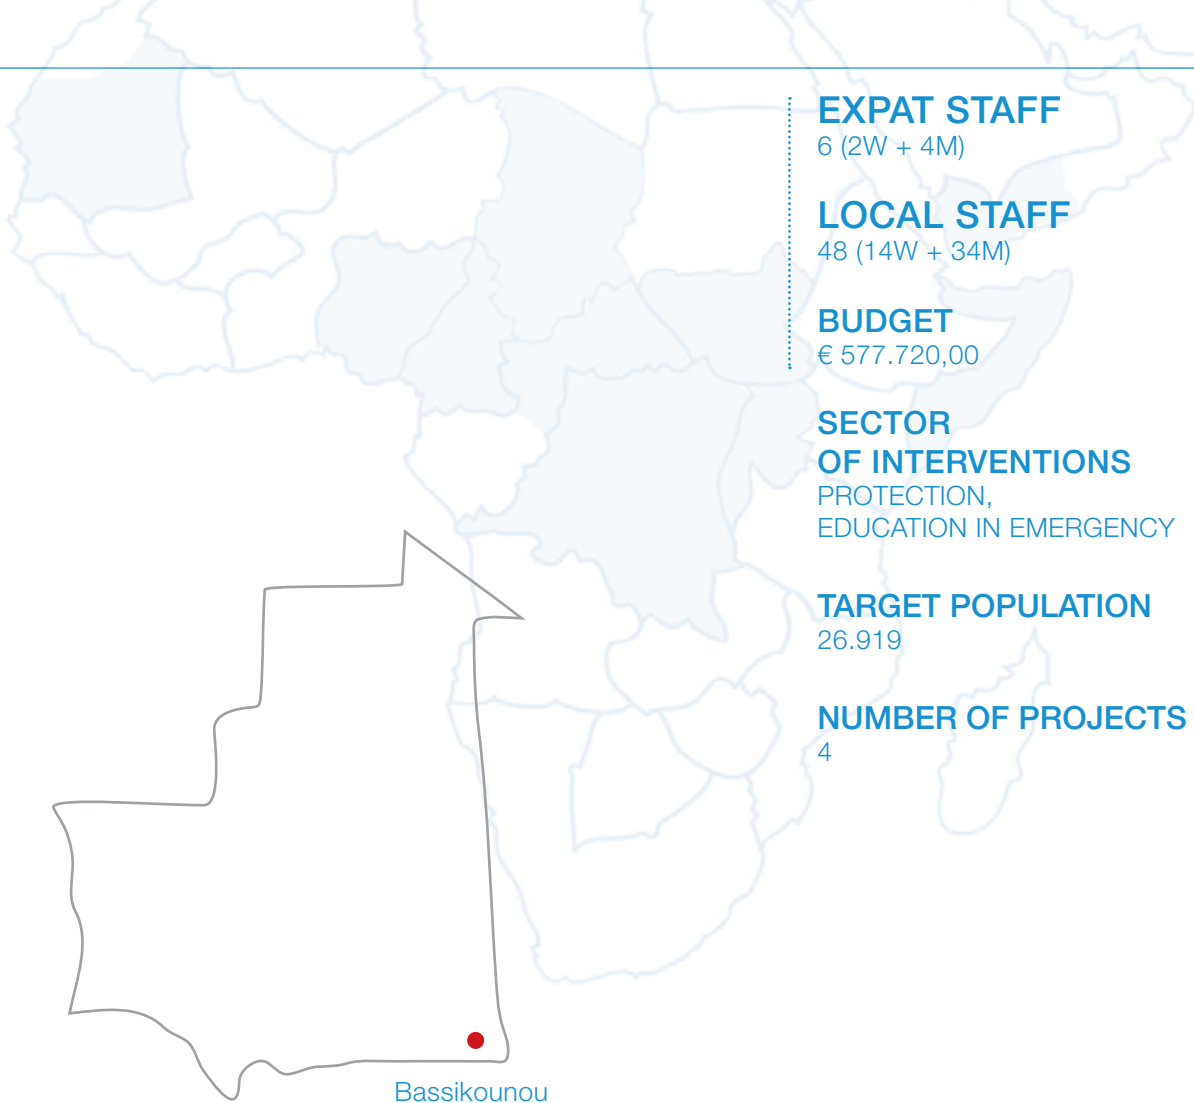 EXPAT STAFF
6 (2W + 4M)
LOCAL STAFF
48 (14W + 34M)
BUDGET
€ 577.720,00
SECTOR
OF INTERVENTIONS
PROTECTION,
EDUCATION IN EMERGENCY
TARGET POPULATION
26.919
NUMBER OF PROJECTS
4
Bassikounou